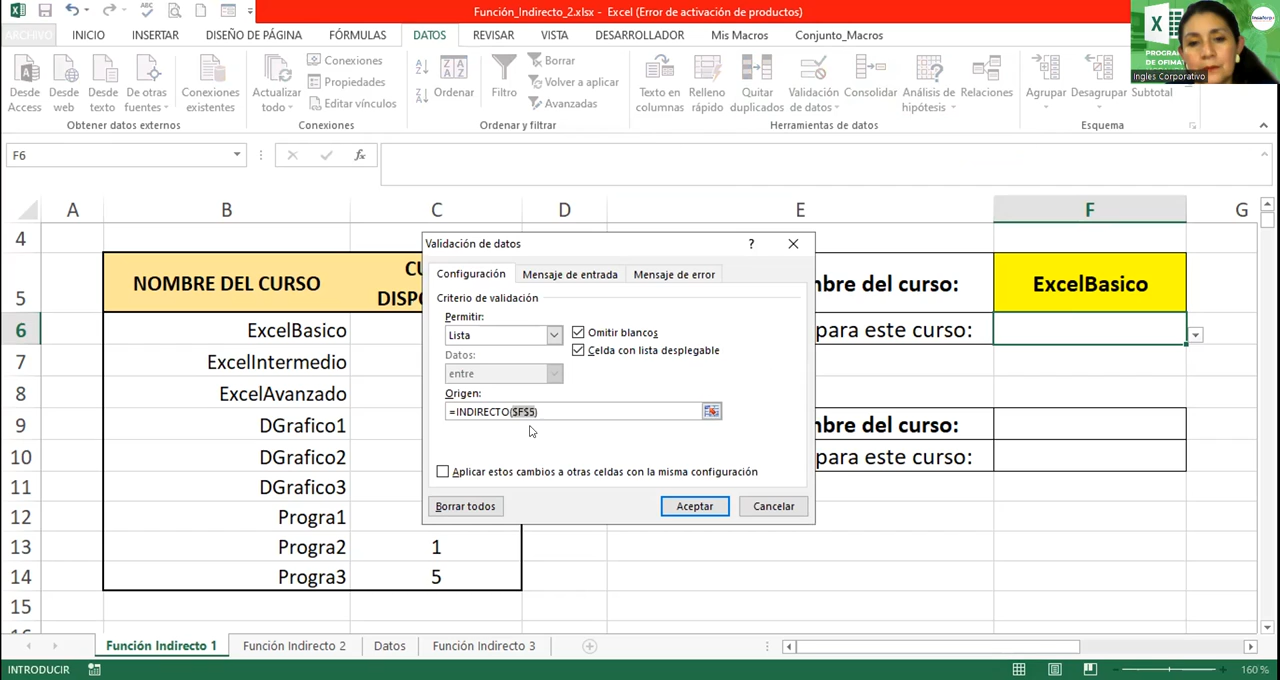 Función_Indirecto_2.xlsx - Excel (Error de activación de productos)
ARCHIVO INICIO INSERTAR DISEÑO DE PÁGINA FÓRMULAS DATOS REVISAR VISTA DESARROLLADOR Mis Macros Conjunto_Macros
Ingles Corporativo
Desde Access
Desde web
Desde texto
De otras fuentes
Conexiones existentes
Obtener datos externos
Actualizar todo
Conexiones
Propiedades
Editar vínculos
Conexiones
Ordenar
Filtro
Borrar
Volver a aplicar
Avanzadas
Ordenar y filtrar
Texto en columnas
Relleno rápido
Quitar duplicados
Validación de datos
Consolidar
Análisis de hipótesis
Relaciones
Herramientas de datos
Agrupar
Desagrupar
Subtotal
Esquema
F6
fx
A B C D E F G
4
5 NOMBRE DEL CURSO
ExcelBasico
6 ExcelBasico
para este curso:
7 ExcelIntermedio
8 ExcelAvanzado
9 DGrafico1
10 DGrafico2
para este curso:
11 DGrafico3
12 Progra1
13 Progra2 1
14 Progra3 5
15
Validación de datos ?
Configuración Mensaje de entrada Mensaje de error
Criterio de validación
Permitir:
Lista
Omitir blancos
Celda con lista desplegable
Datos:
entre
Origen:
=INDIRECTO($F$5)
Aplicar estos cambios a otras celdas con la misma configuración
Borrar todos Aceptar Cancelar
Función Indirecto 1 Función Indirecto 2 Datos Función Indirecto 3
INTRODUCIR 160 %